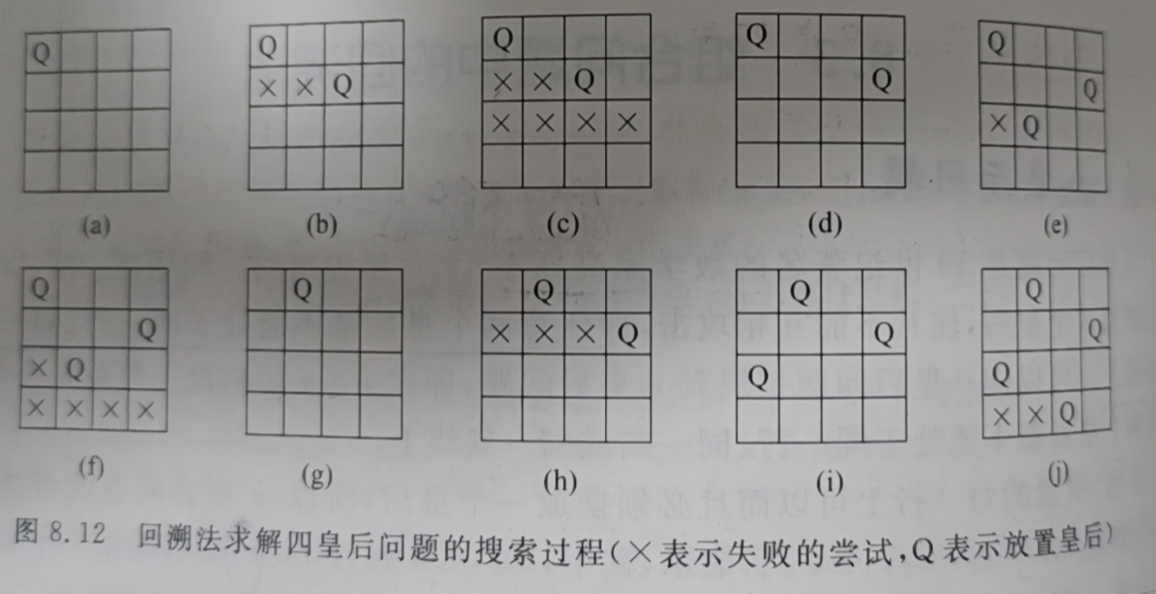 Q
Q
× × Q
Q
× × Q
× × × ×
Q
Q
Q
Q
× Q
(a) (b) (c) (d) (e)
Q
Q
× Q
× × × ×
Q
Q
× × × Q
Q
Q
Q
Q
Q
Q
× × Q
(f) (g) (h) (i) (j)
图 8.12 回溯法求解四皇后问题的搜索过程(×表示失败的尝试,Q 表示放置皇后)